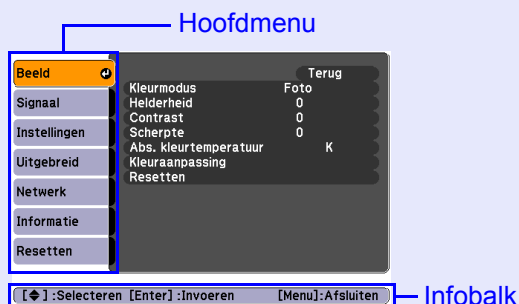 Hoofdmenu
Beeld
Signaal
Instellingen
Uitgebreid
Netwerk
Informatie
Resetten
Terug
Kleurmodus Foto
Helderheid 0
Contrast 0
Scherpte 0
Abs. kleurtemperatuur K
Kleuraanpassing
Resetten
[◆] :Selecteren [Enter] :Invoeren [Menu]:Afsluiten
Infobalk